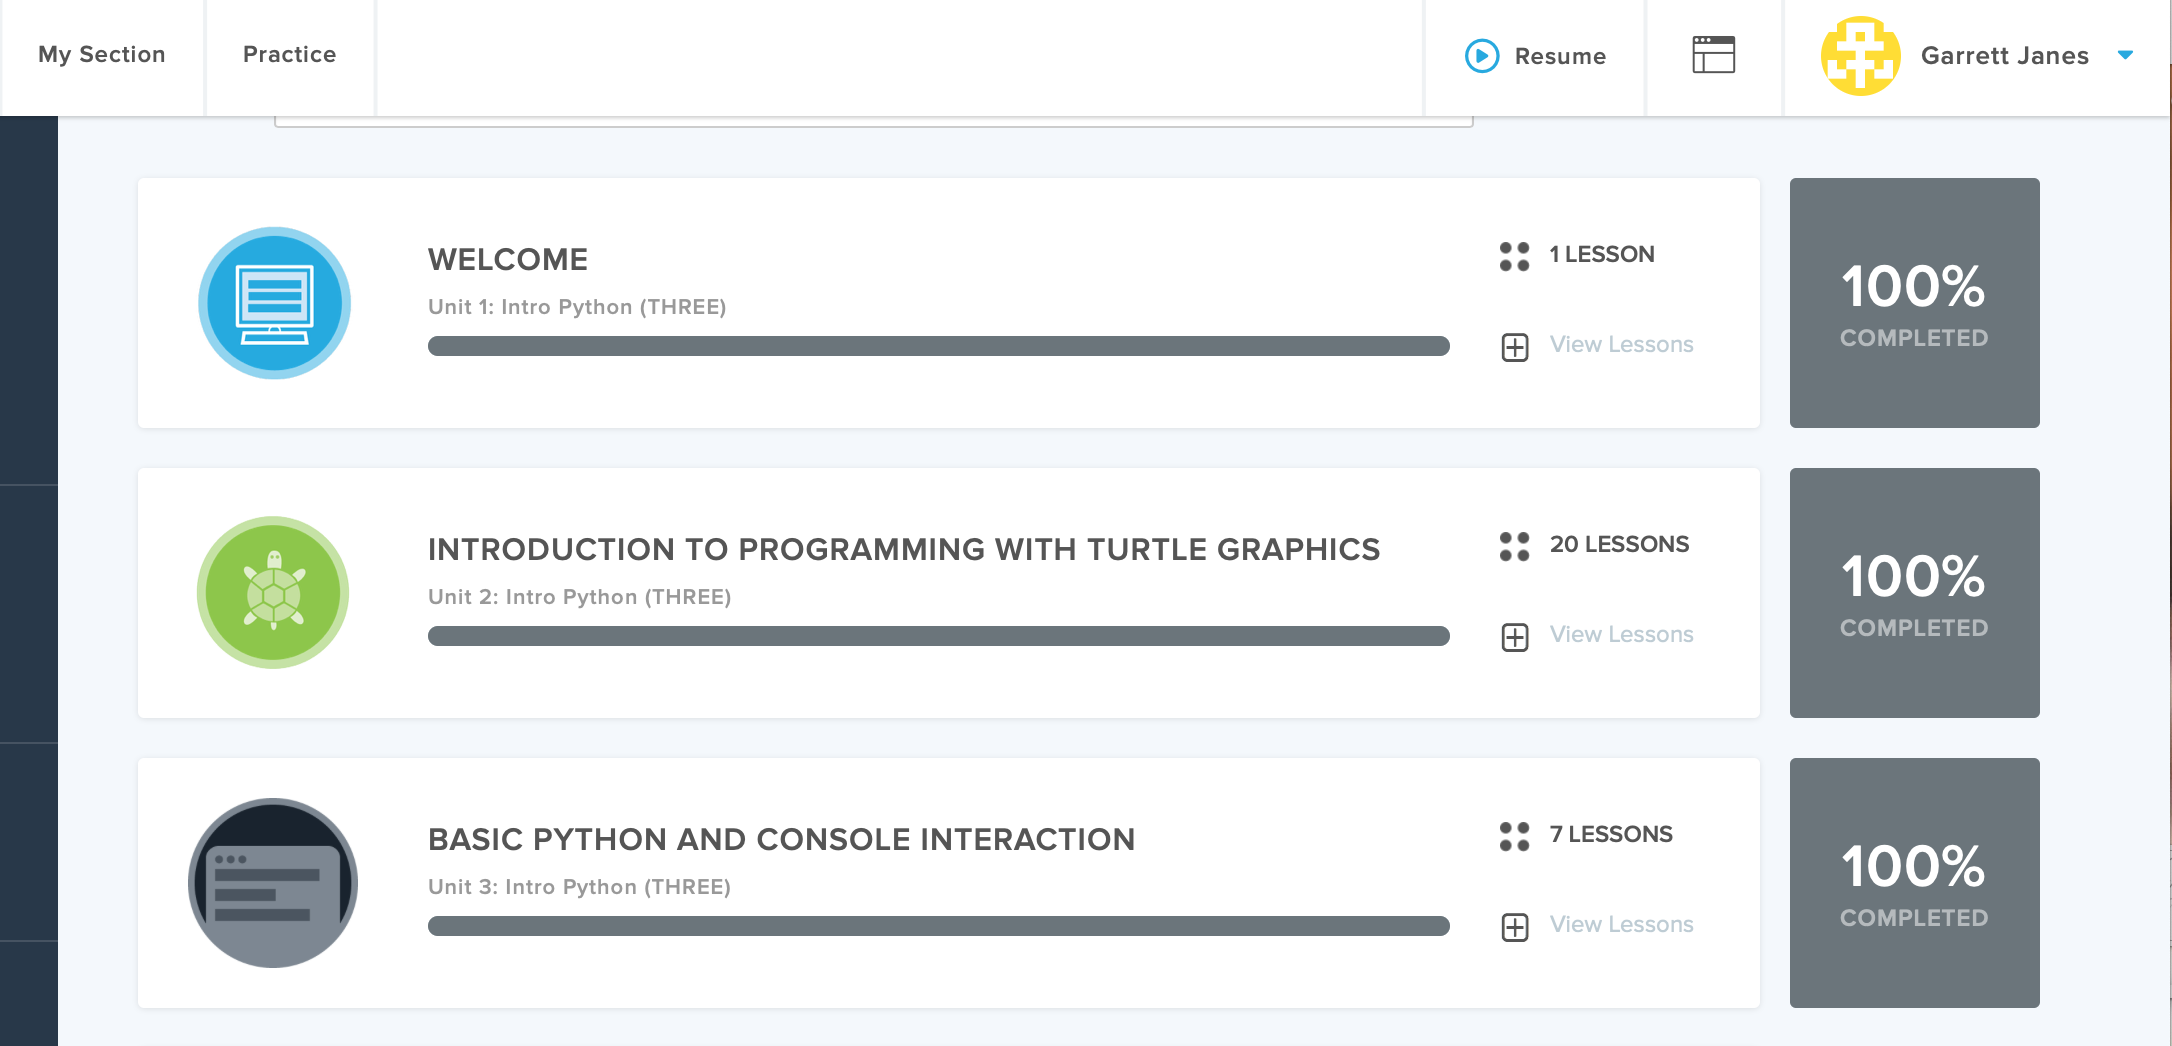 My Section
Practice
Resume
Garrett Janes
WELCOME
Unit 1: Intro Python (THREE)
1 LESSON
View Lessons
100%
COMPLETED
INTRODUCTION TO PROGRAMMING WITH TURTLE GRAPHICS
Unit 2: Intro Python (THREE)
20 LESSONS
View Lessons
100%
COMPLETED
BASIC PYTHON AND CONSOLE INTERACTION
Unit 3: Intro Python (THREE)
7 LESSONS
View Lessons
100%
COMPLETED